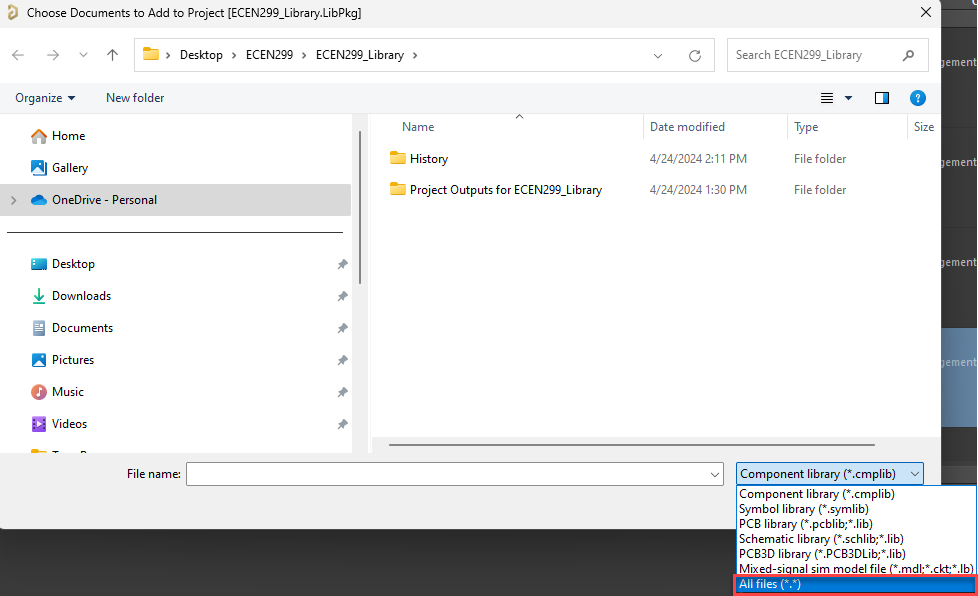 Choose Documents to Add to Project [ECEN299_Library.LibPkg]
Desktop > ECEN299 > ECEN299_Library >
Search ECEN299_Library
Organize
New folder
?
Home
Gallery
OneDrive - Personal
Desktop
Downloads
Documents
Pictures
Music
Videos
Name
Date modified
Type
Size
History
4/24/2024 2:11 PM
File folder
Project Outputs for ECEN299_Library
4/24/2024 1:30 PM
File folder
gement
gement
gement
gement
File name:
Component library (*.cmplib)
Component library (*.cmplib)
Symbol library (*.symlib)
PCB library (*.pcblib;*.lib)
Schematic library (*.schlib;*.lib)
PCB3D library (*.PCB3DLib;*.lib)
Mixed-signal sim model file (*.mdl;*.ckt;*.lb)
All files (*.*)